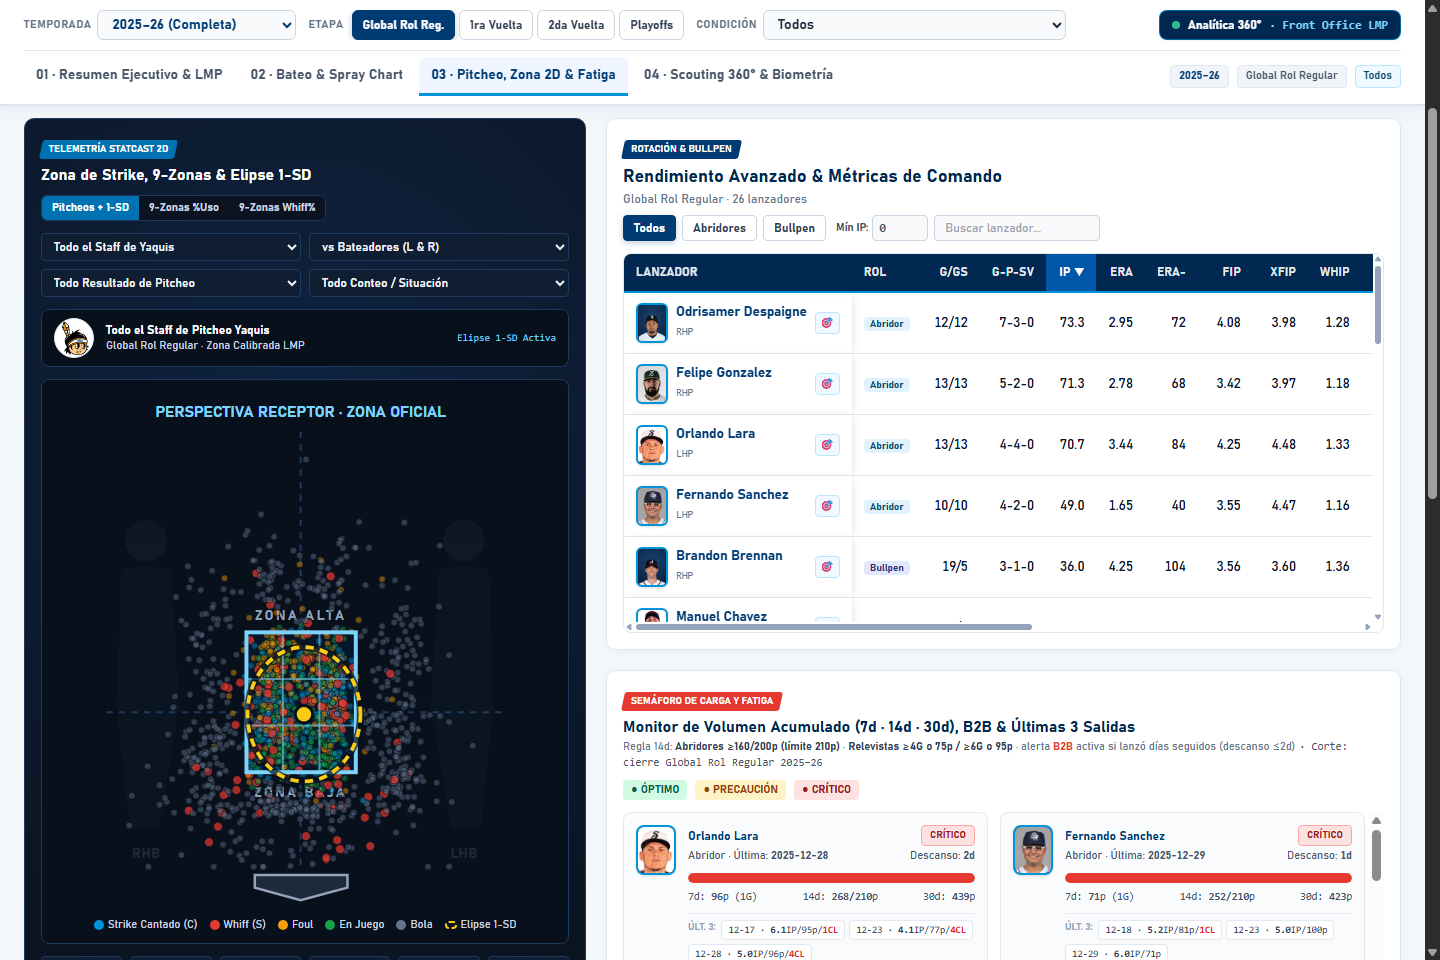 TEMPORADA 2025–26 (Completa) ETAPA Global Rol Reg. 1ra Vuelta 2da Vuelta Playoffs CONDICIÓN Todos Analítica 360° · Front Office LMP
01 · Resumen Ejecutivo & LMP 02 · Bateo & Spray Chart 03 · Pitcheo, Zona 2D & Fatiga 04 · Scouting 360° & Biometría 2025–26 Global Rol Regular Todos
TELEMETRÍA STATCAST 2D
Zona de Strike, 9-Zonas & Elipse 1-SD
Pitcheos + 1-SD 9-Zonas %Uso 9-Zonas Whiff%
Todo el Staff de Yaquis vs Bateadores (L & R)
Todo Resultado de Pitcheo Todo Conteo / Situación
Todo el Staff de Pitcheo Yaquis
Global Rol Regular · Zona Calibrada LMP
Elipse 1-SD Activa
PERSPECTIVA RECEPTOR · ZONA OFICIAL
ZONA ALTA
ZONA BAJA
RHB LHB
Strike Cantado (C) Whiff (S) Foul En Juego Bola Elipse 1-SD
ROTACIÓN & BULLPEN
Rendimiento Avanzado & Métricas de Comando
Global Rol Regular · 26 lanzadores
Todos Abridores Bullpen Mín IP: 0 Buscar lanzador...
LANZADOR ROL G/GS G-P-SV IP ▼ ERA ERA- FIP XFIP WHIP
Odrisamer Despaigne
RHP
Abridor 12/12 7-3-0 73.3 2.95 72 4.08 3.98 1.28
Felipe Gonzalez
RHP
Abridor 13/13 5-2-0 71.3 2.78 68 3.42 3.97 1.18
Orlando Lara
LHP
Abridor 13/13 4-4-0 70.7 3.44 84 4.25 4.48 1.33
Fernando Sanchez
LHP
Abridor 10/10 4-2-0 49.0 1.65 40 3.55 4.47 1.16
Brandon Brennan
RHP
Bullpen 19/5 3-1-0 36.0 4.25 104 3.56 3.60 1.36
Manuel Chavez
SEMÁFORO DE CARGA Y FATIGA
Monitor de Volumen Acumulado (7d · 14d · 30d), B2B & Últimas 3 Salidas
Regla 14d: Abridores ≥160/200p (límite 210p) · Relevistas ≥4G o 75p / ≥6G o 95p · alerta B2B activa si lanzó días seguidos (descanso ≤2d) · Corte:
cierre Global Rol Regular 2025–26
● ÓPTIMO ● PRECAUCIÓN ● CRÍTICO
Orlando Lara CRÍTICO
Abridor · Última: 2025-12-28 Descanso: 2d
7d: 96p (1G) 14d: 268/210p 30d: 439p
ÚLT. 3: 12-17 · 6.1IP/95p/1CL 12-23 · 4.1IP/77p/4CL
12-28 · 5.0IP/96p/4CL
Fernando Sanchez CRÍTICO
Abridor · Última: 2025-12-29 Descanso: 1d
7d: 71p (1G) 14d: 252/210p 30d: 423p
ÚLT. 3: 12-18 · 5.2IP/81p/1CL 12-23 · 5.0IP/100p
12-29 · 6.0IP/71p